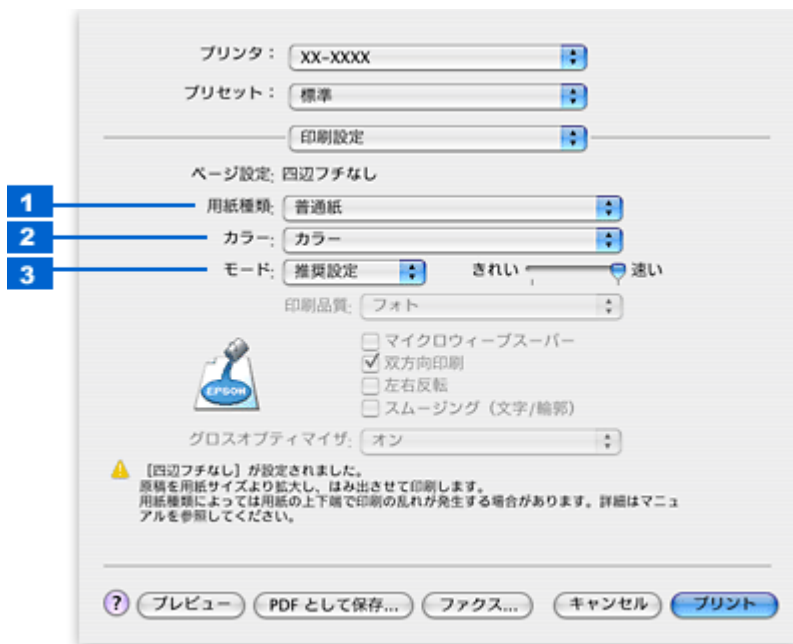 プリンタ： XX-XXXX
プリセット： 標準
印刷設定
ページ設定: 四辺フチなし
1 用紙種類: 普通紙
2 カラー: カラー
3 モード: 推奨設定 きれい 速い
印刷品質: フォト
マイクロウィーブスーパー
双方向印刷
左右反転
スムージング（文字/輪郭）
EPSON
グロスオプティマイザ: オン
［四辺フチなし］が設定されました。
原稿を用紙サイズより拡大し、はみ出させて印刷します。
用紙種類によっては用紙の上下端で印刷の乱れが発生する場合があります。詳細はマニュ
アルを参照してください。
? プレビュー PDF として保存... ファクス... キャンセル プリント